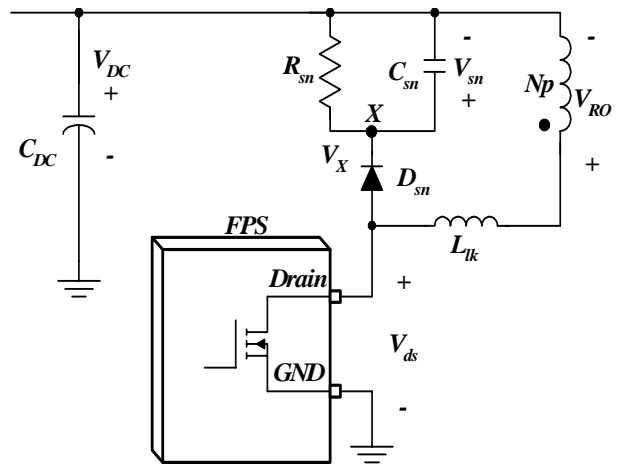 V_DC
+
C_DC
-
R_sn
C_sn
-
V_sn
+
-
Np
V_RO
+
X
V_X
D_sn
L_lk
FPS
Drain
GND
+
V_ds
-